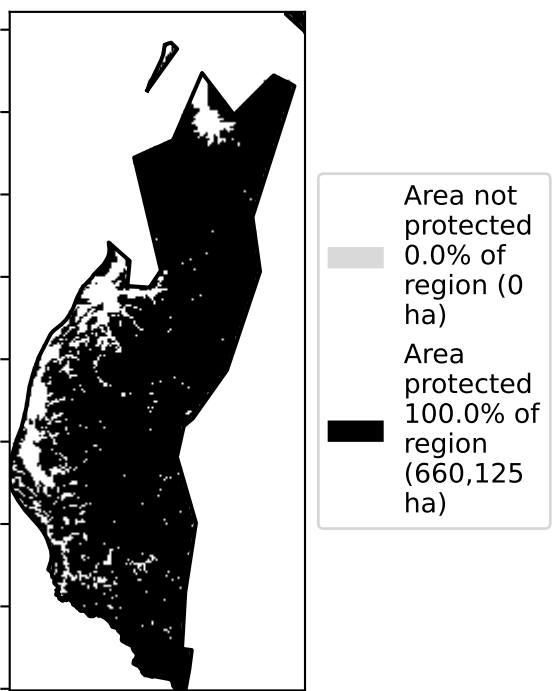 Area not
protected
0.0% of
region (0
ha)
Area
protected
100.0% of
region
(660,125
ha)